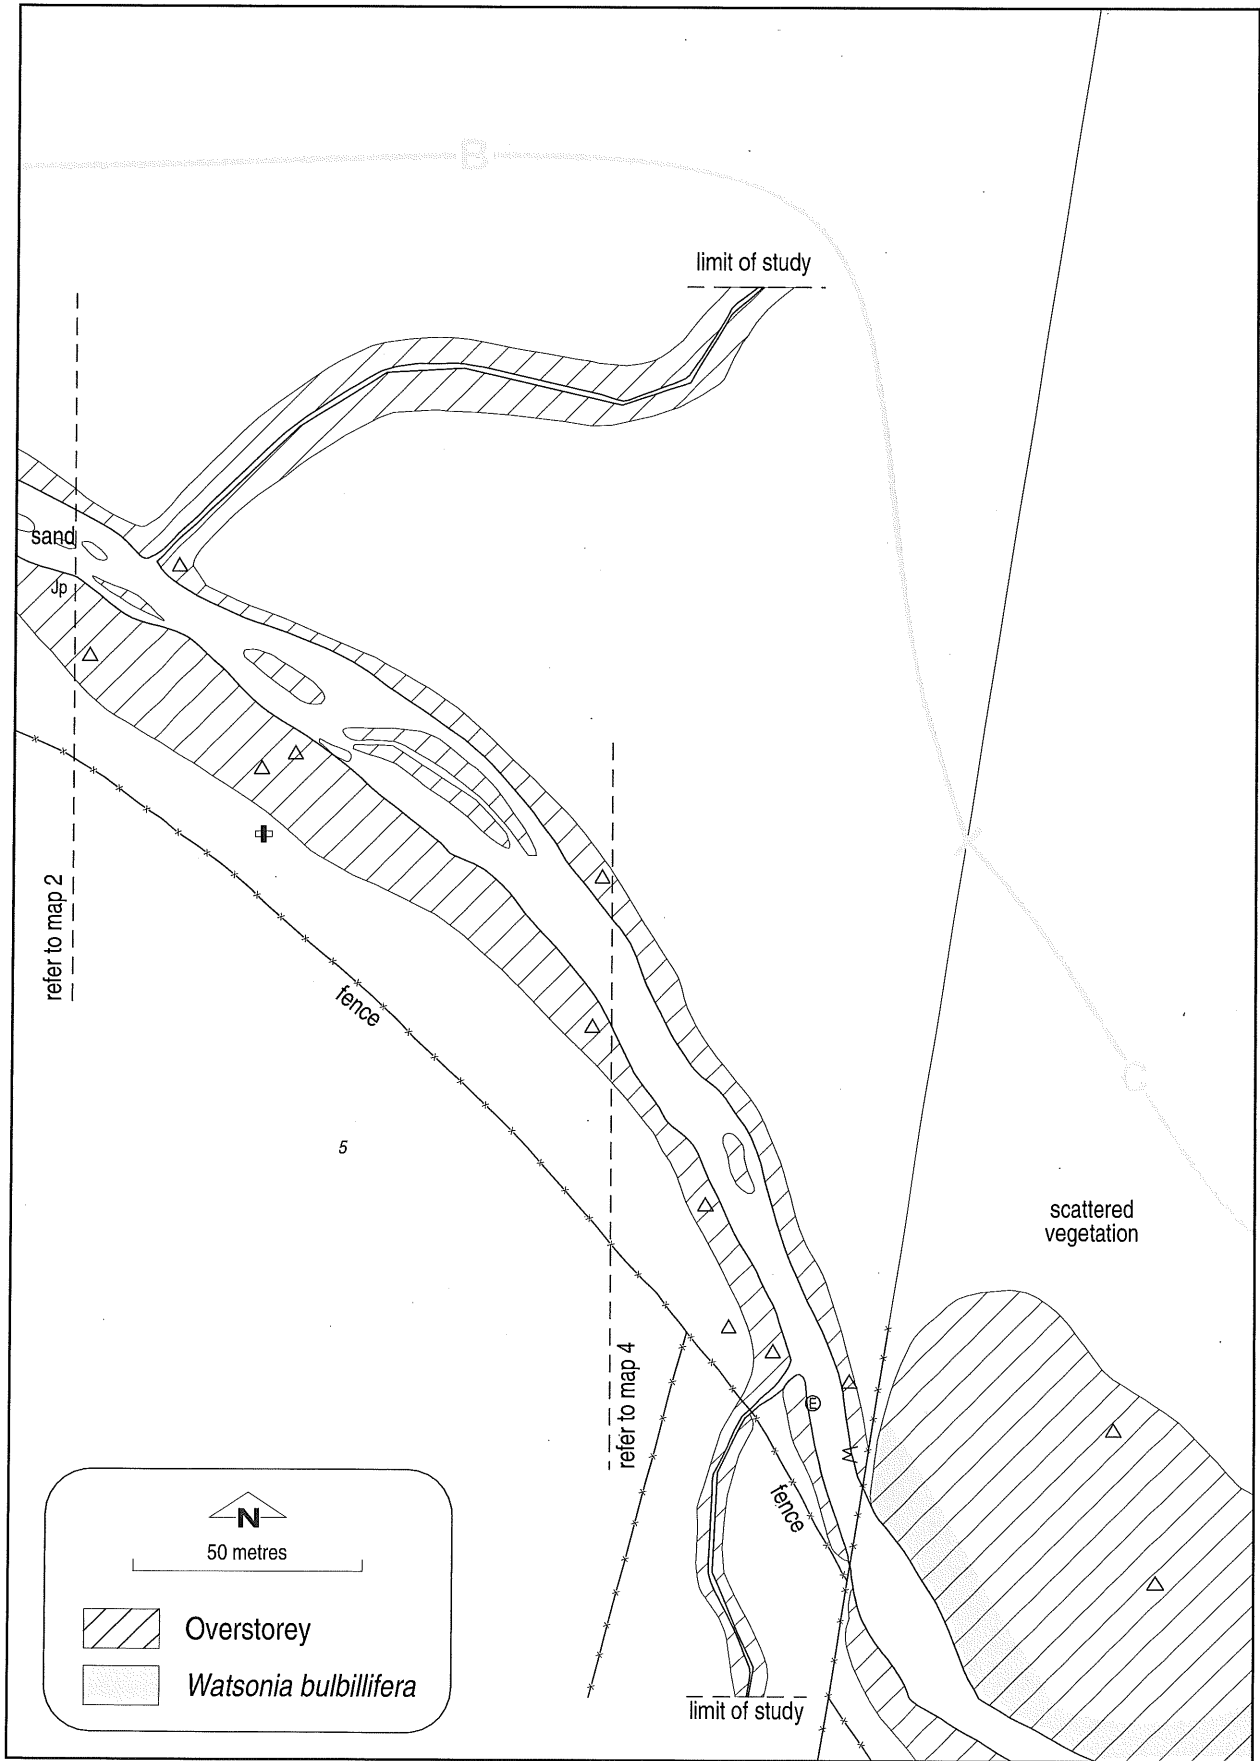 B
limit of study
sand
Jp
refer to map 2
fence
5
C
scattered
vegetation
refer to map 4
E
W
fence
N
50 metres
Overstorey
Watsonia bulbillifera
limit of study